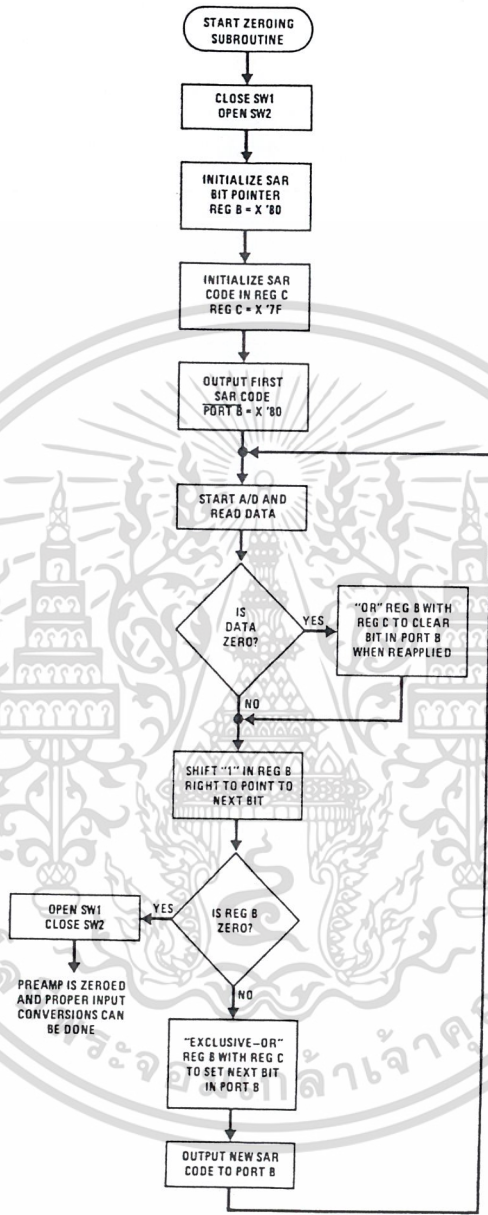 START ZEROING
SUBROUTINE
CLOSE SW1
OPEN SW2
INITIALIZE SAR
BIT POINTER
REG B = X '80
INITIALIZE SAR
CODE IN REG C
REG C = X '7F
OUTPUT FIRST
SAR CODE
PORT B = X '80
START A/D AND
READ DATA
IS
DATA
ZERO?
YES
"OR" REG B WITH
REG C TO CLEAR
BIT IN PORT B
WHEN REAPPLIED
NO
SHIFT "1" IN REG B
RIGHT TO POINT TO
NEXT BIT
IS REG B
ZERO?
YES
OPEN SW1
CLOSE SW2
PREAMP IS ZEROED
AND PROPER INPUT
CONVERSIONS CAN
BE DONE
NO
"EXCLUSIVE–OR"
REG B WITH REG C
TO SET NEXT BIT
IN PORT B
OUTPUT NEW SAR
CODE TO PORT B